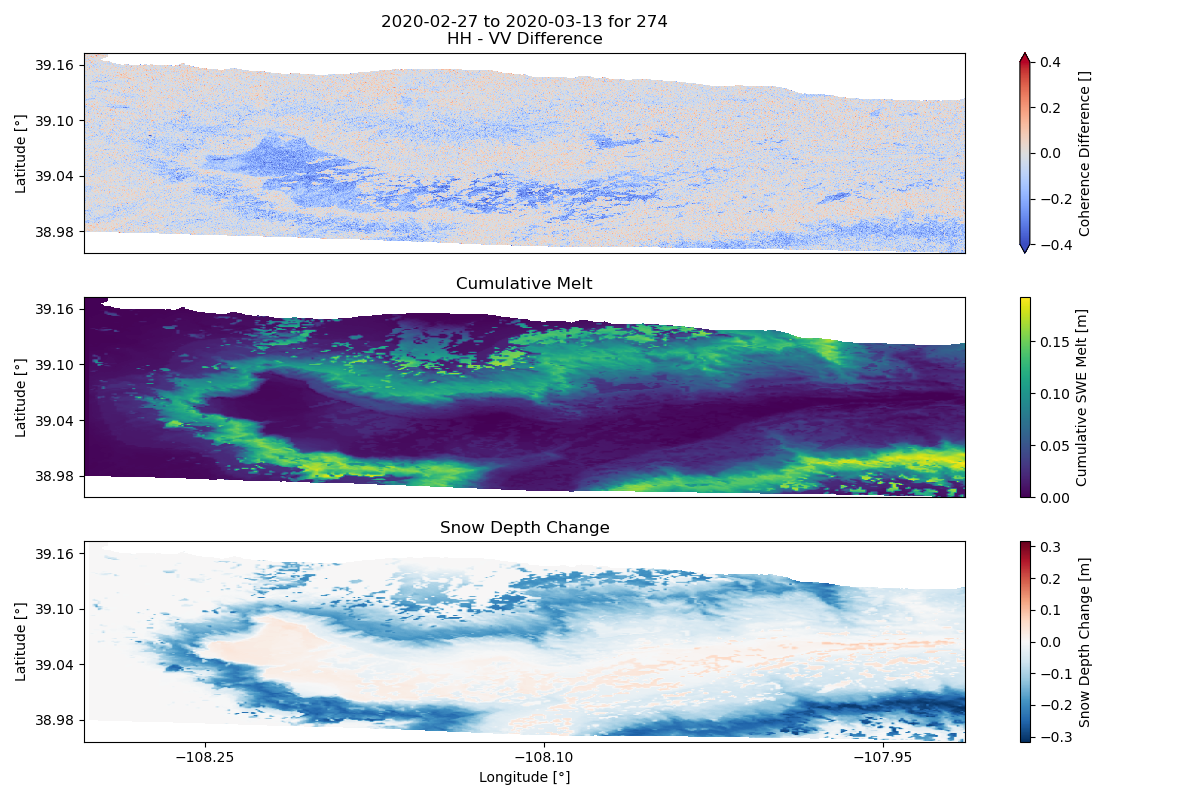 2020-02-27 to 2020-03-13 for 274
HH - VV Difference
39.16
39.10
39.04
38.98
Latitude [°]
0.4
0.2
0.0
−0.2
−0.4
Coherence Difference []
Cumulative Melt
39.16
39.10
39.04
38.98
Latitude [°]
0.15
0.10
0.05
0.00
Cumulative SWE Melt [m]
Snow Depth Change
39.16
39.10
39.04
38.98
Latitude [°]
0.3
0.2
0.1
0.0
−0.1
−0.2
−0.3
Snow Depth Change [m]
−108.25
−108.10
−107.95
Longitude [°]